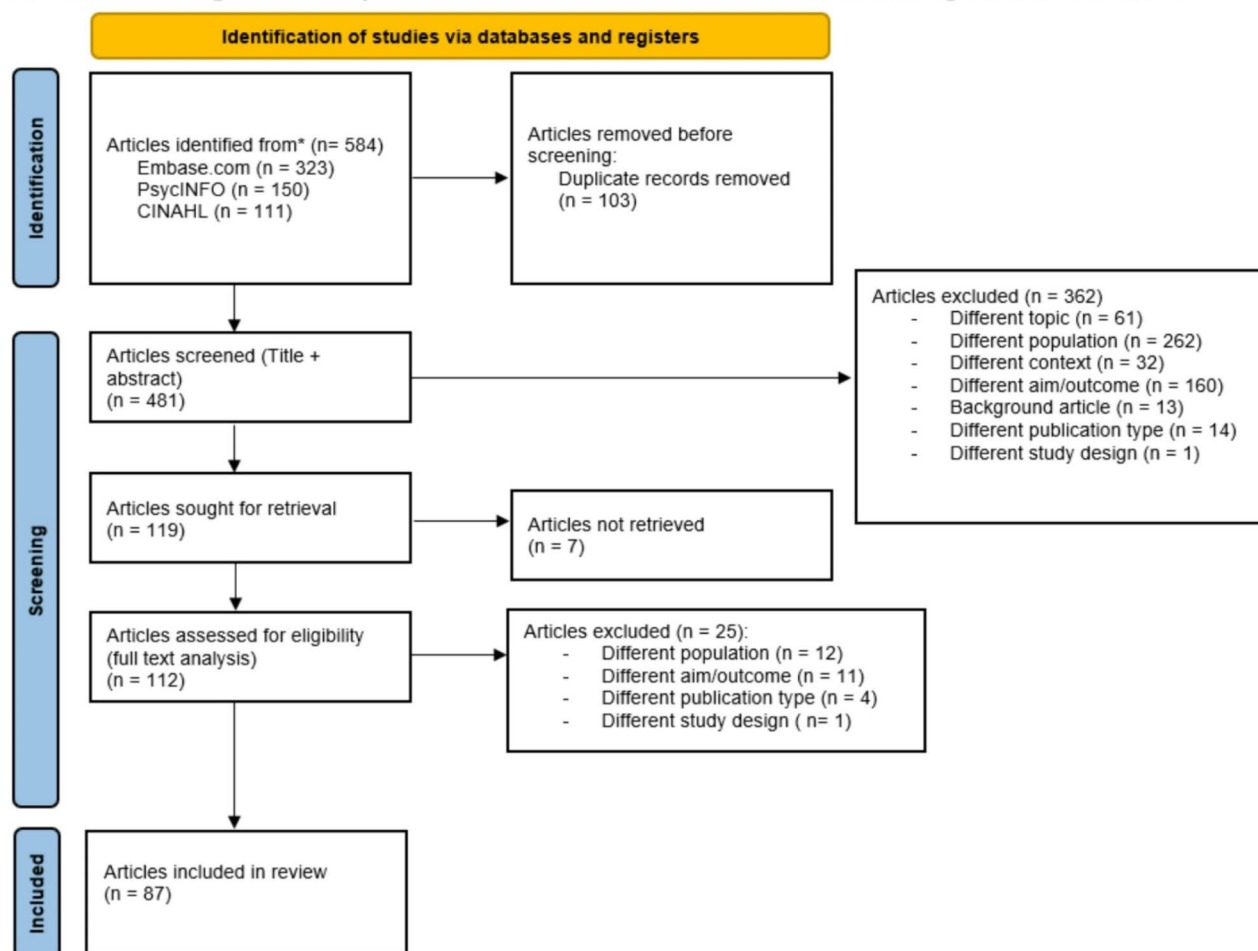 Identification of studies via databases and registers
Identification
Articles identified from* (n= 584)
Embase.com (n = 323)
PsycINFO (n = 150)
CINAHL (n = 111)
Articles removed before
screening:
Duplicate records removed
(n = 103)
Screening
Articles screened (Title +
abstract)
(n = 481)
Articles excluded (n = 362)
- Different topic (n = 61)
- Different population (n = 262)
- Different context (n = 32)
- Different aim/outcome (n = 160)
- Background article (n = 13)
- Different publication type (n = 14)
- Different study design (n = 1)
Articles sought for retrieval
(n = 119)
Articles not retrieved
(n = 7)
Articles assessed for eligibility
(full text analysis)
(n = 112)
Articles excluded (n = 25):
- Different population (n = 12)
- Different aim/outcome (n = 11)
- Different publication type (n = 4)
- Different study design ( n= 1)
Included
Articles included in review
(n = 87)